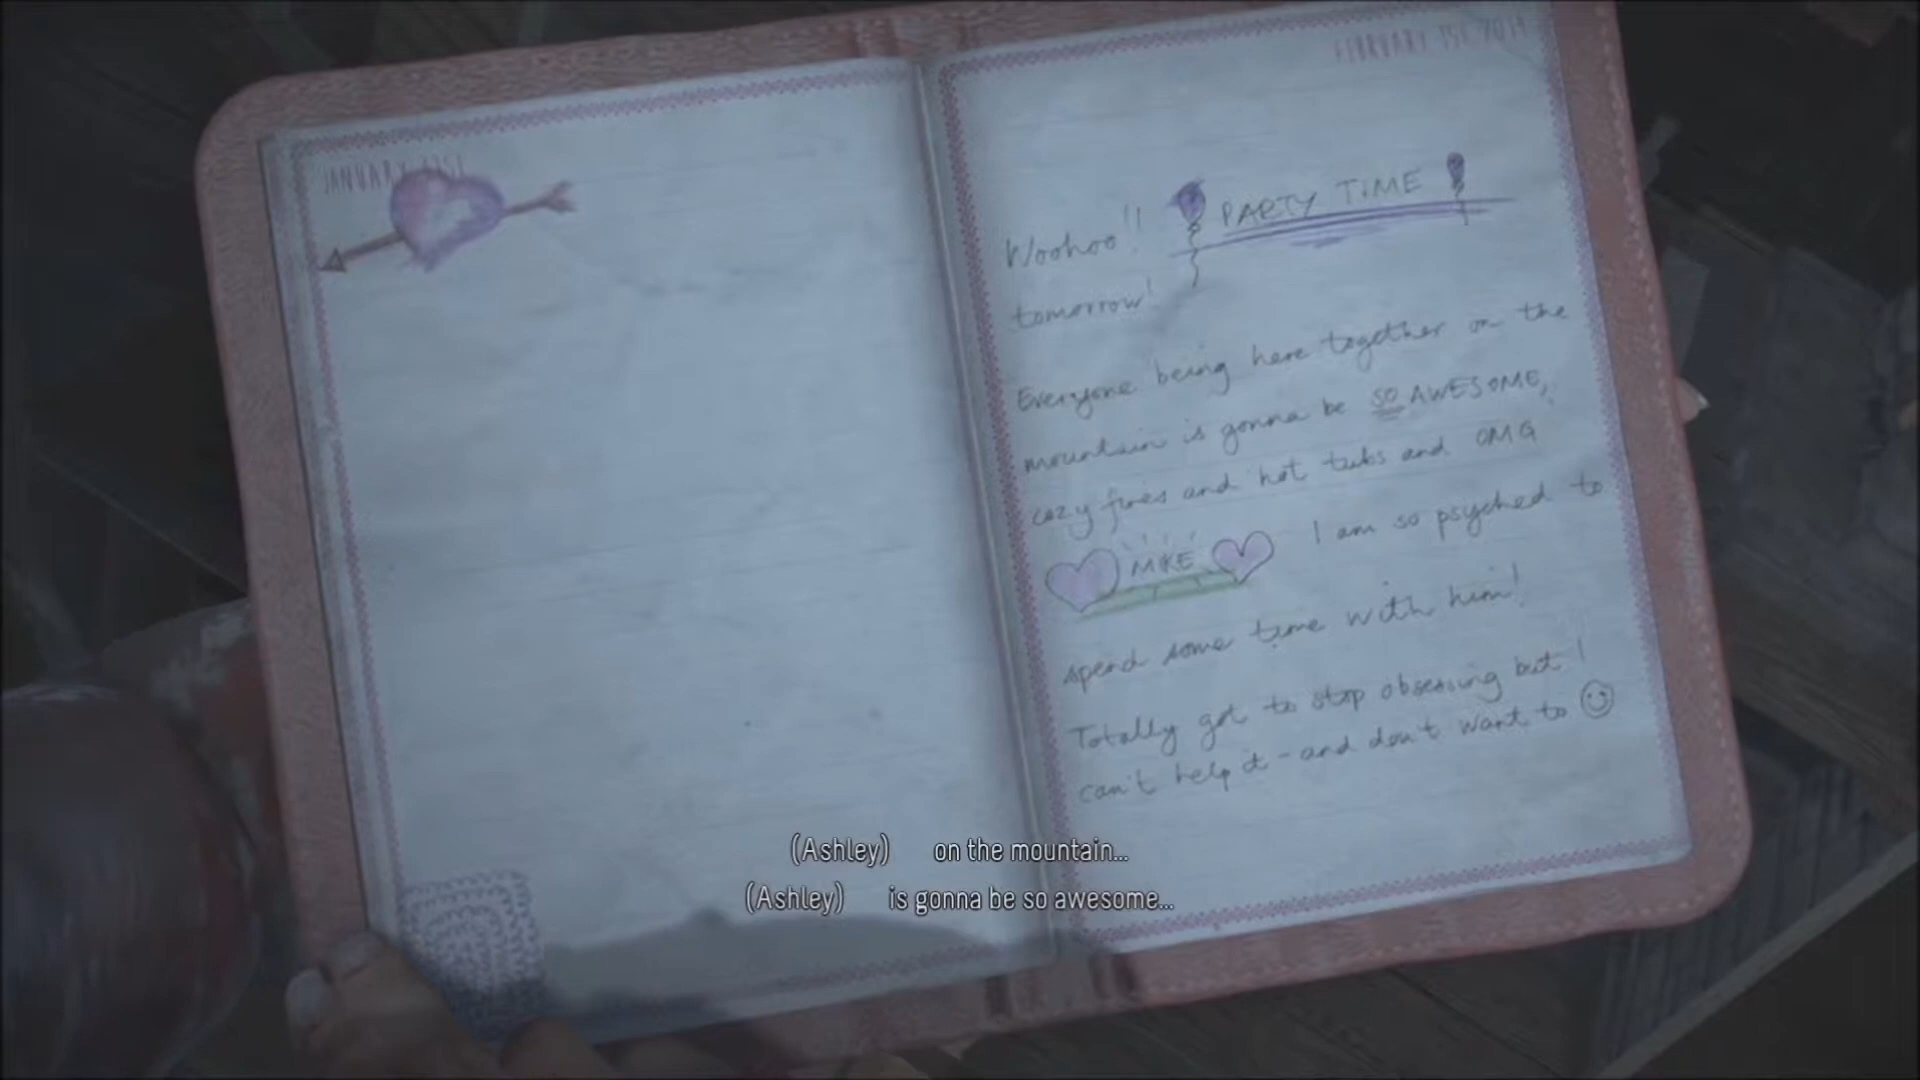 JANUARY 31ST
FEBRUARY 1ST 2014
Woohoo!! PARTY TIME
tomorrow!
Everyone being here together on the
mountain is gonna be SO AWESOME,
cozy fires and hot tubs and OMG
MIKE I am so psyched to
spend some time with him!
Totally got to stop obsessing but I
can't help it - and don't want to ☺
(Ashley) on the mountain...
(Ashley) is gonna be so awesome...